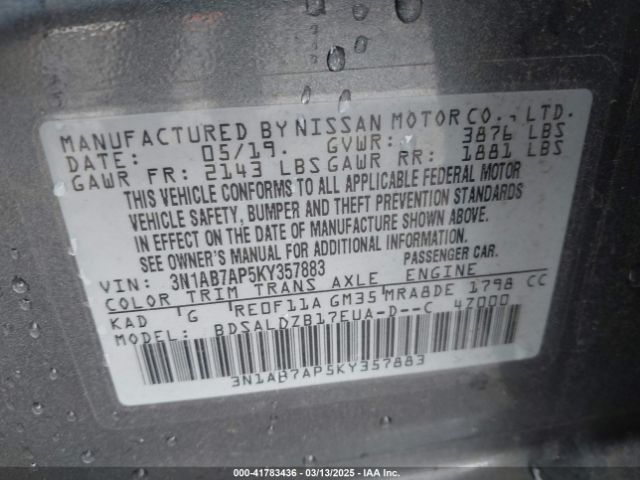 MANUFACTURED BY NISSAN MOTOR CO., LTD.
DATE: 05/19. GVWR: 3876 LBS
GAWR FR: 2143 LBS GAWR RR: 1881 LBS
THIS VEHICLE CONFORMS TO ALL APPLICABLE FEDERAL MOTOR
VEHICLE SAFETY, BUMPER AND THEFT PREVENTION STANDARDS
IN EFFECT ON THE DATE OF MANUFACTURE SHOWN ABOVE.
SEE OWNER'S MANUAL FOR ADDITIONAL INFORMATION.
VIN: 3N1AB7AP5KY357883 PASSENGER CAR.
COLOR TRIM TRANS AXLE ENGINE
KAD G RE0F11A GM35 MRA8DE 1798 CC
MODEL: BDSALDZB17EUA-D--C 47000
3N1AB7AP5KY357883
000-41783436 - 03/13/2025 - IAA Inc.